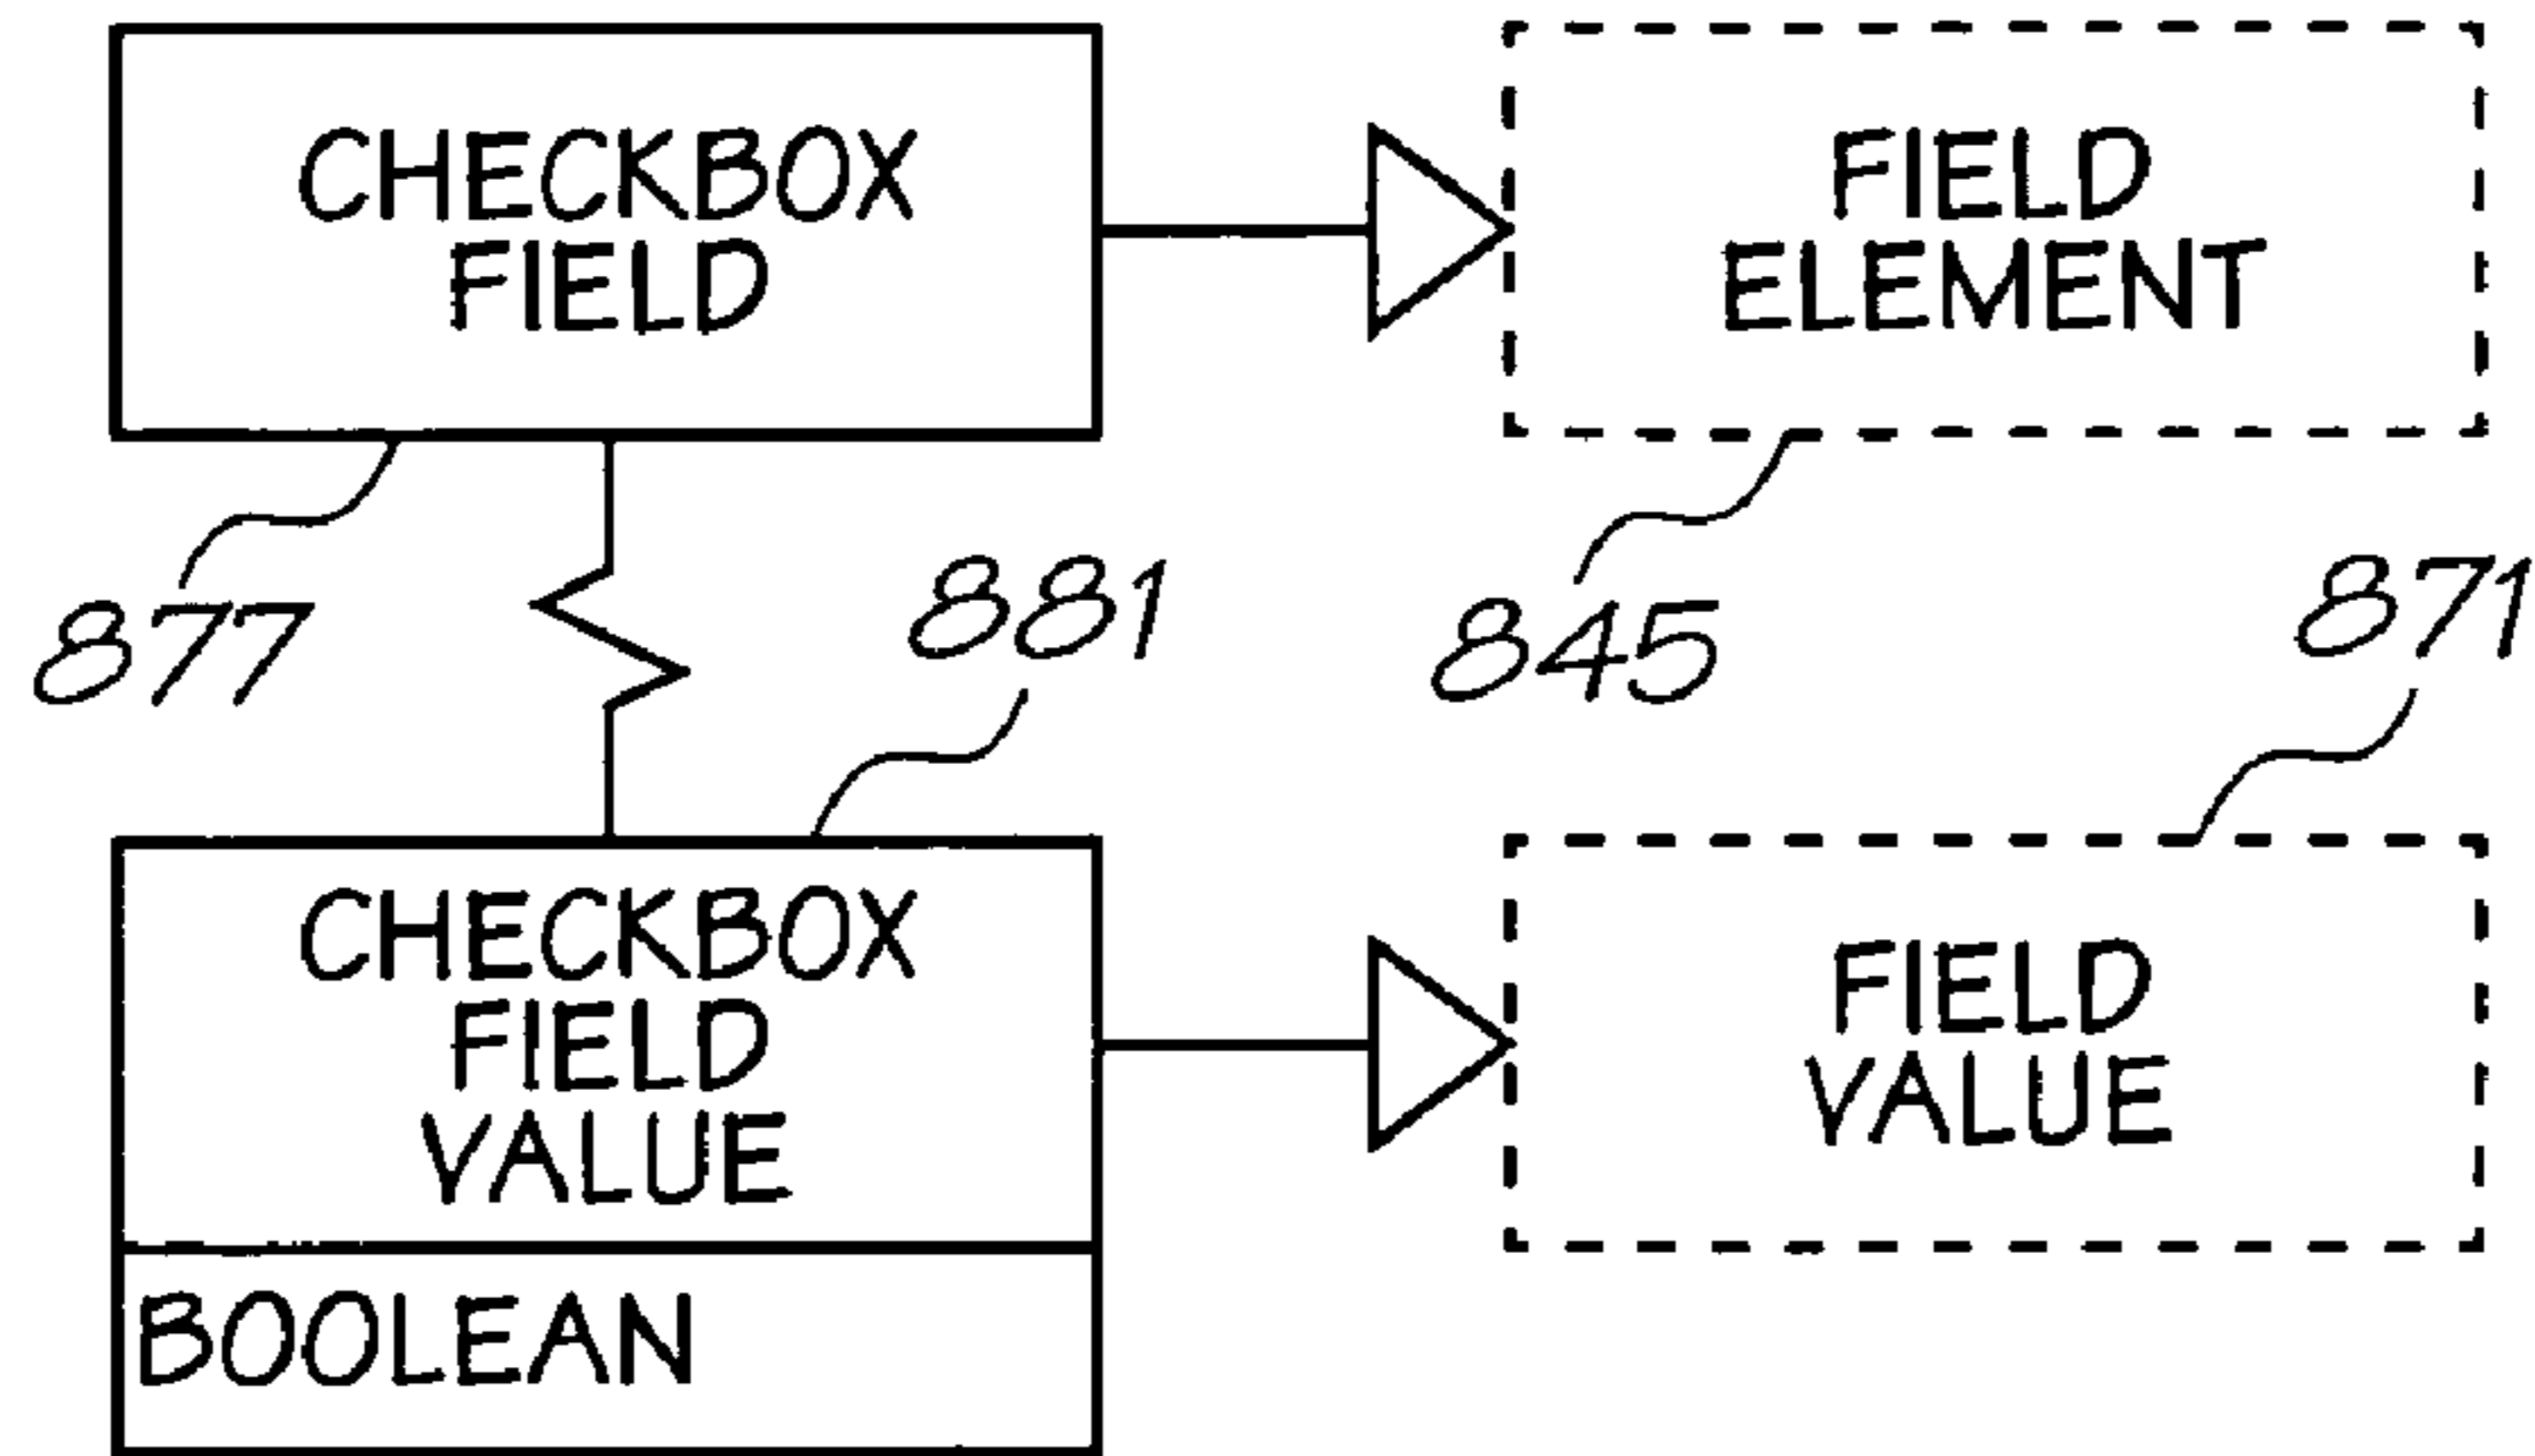 CHECKBOX
FIELD
FIELD
ELEMENT
877
881
845
871
CHECKBOX
FIELD
VALUE
FIELD
VALUE
BOOLEAN